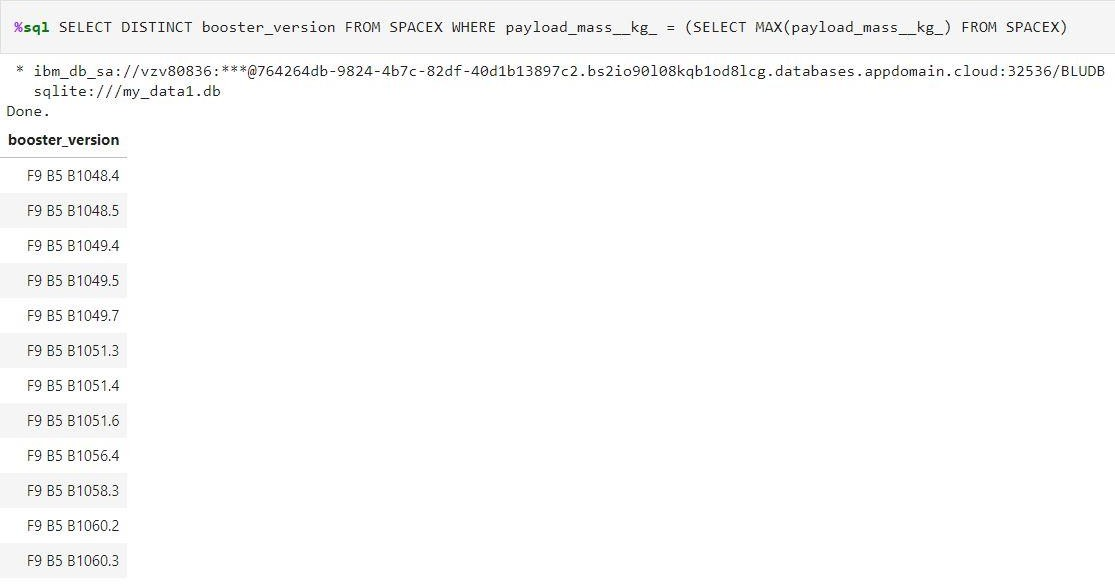 %sql SELECT DISTINCT booster_version FROM SPACEX WHERE payload_mass__kg_ = (SELECT MAX(payload_mass__kg_) FROM SPACEX)
* ibm_db_sa://vzv80836:***@764264db-9824-4b7c-82df-40d1b13897c2.bs2io90l08kqb1od8lcg.databases.appdomain.cloud:32536/BLUDB
sqlite:///my_data1.db
Done.
booster_version
F9 B5 B1048.4
F9 B5 B1048.5
F9 B5 B1049.4
F9 B5 B1049.5
F9 B5 B1049.7
F9 B5 B1051.3
F9 B5 B1051.4
F9 B5 B1051.6
F9 B5 B1056.4
F9 B5 B1058.3
F9 B5 B1060.2
F9 B5 B1060.3